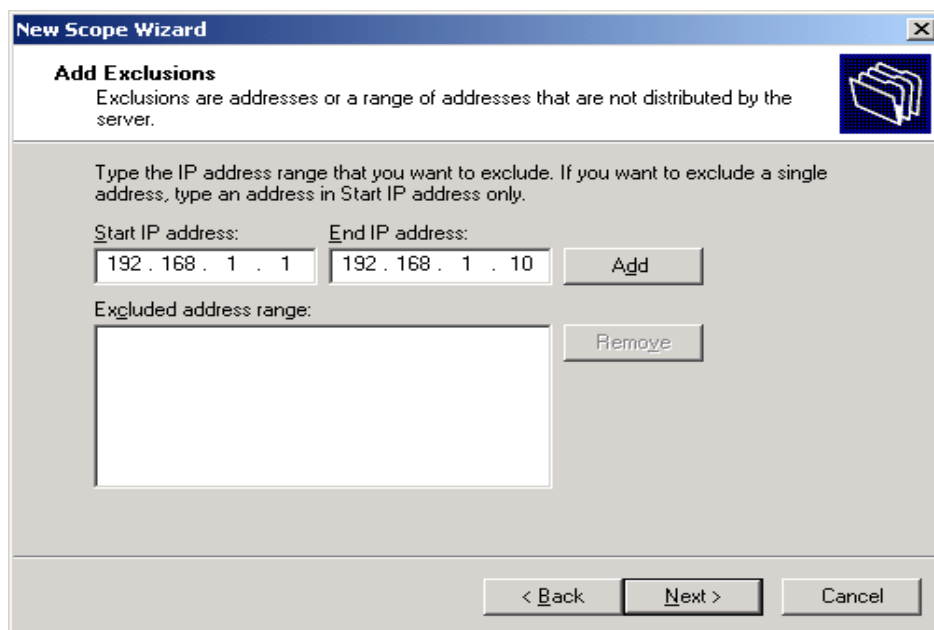 New Scope Wizard
Add Exclusions
Exclusions are addresses or a range of addresses that are not distributed by the
server.
Type the IP address range that you want to exclude. If you want to exclude a single
address, type an address in Start IP address only.
Start IP address: End IP address:
192 . 168 . 1 . 1 192 . 168 . 1 . 10 Add
Excluded address range:
Remove
< Back Next > Cancel